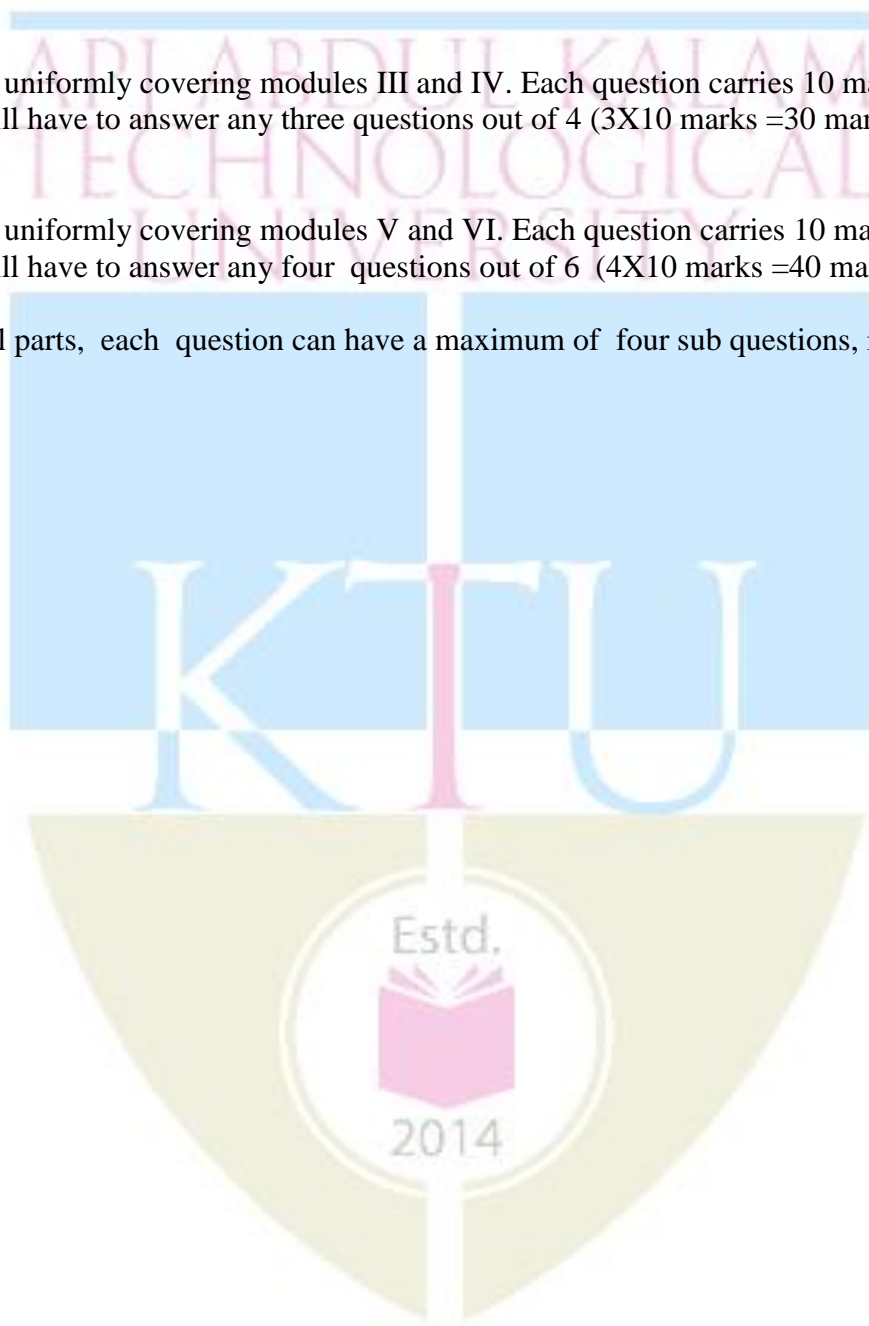 API ABDUL KALAM
uniformly covering modules III and IV. Each question carries 10 ma
ill have to answer any three questions out of 4 (3X10 marks =30 mar
TECHNOLOGICAL
UNIVERSITY
uniformly covering modules V and VI. Each question carries 10 ma
ill have to answer any four questions out of 6 (4X10 marks =40 ma
l parts, each question can have a maximum of four sub questions,
KTU
Estd.
2014